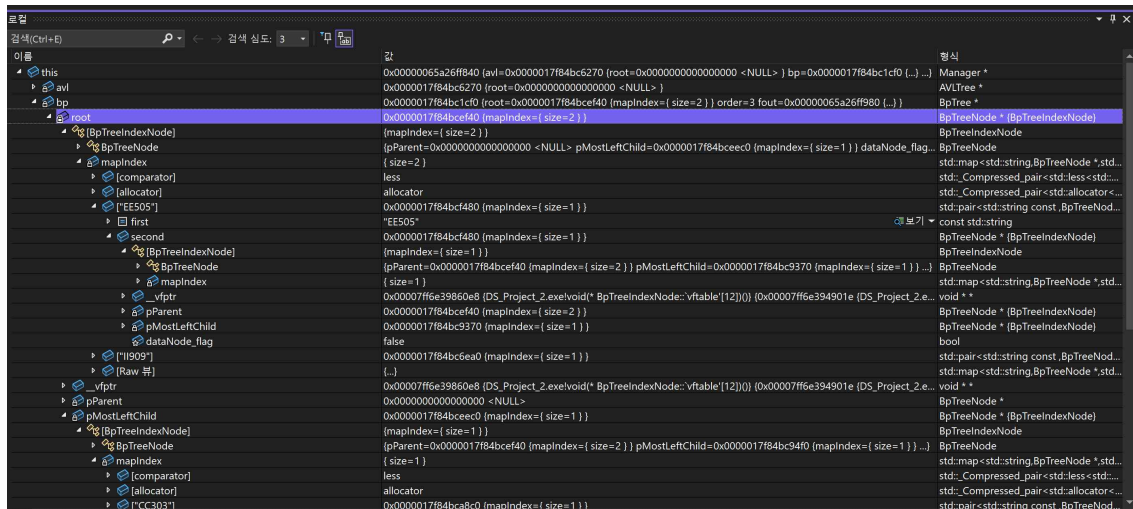 로컬
검색(Ctrl+E) 검색 심도: 3
이름 값 형식
this 0x00000065a26ff840 {avl=0x0000017f84bc6270 {root=0x0000000000000000 <NULL> } bp=0x0000017f84bc1cf0 {...} ...} Manager *
avl 0x0000017f84bc6270 {root=0x0000000000000000 <NULL> } AVLTree *
bp 0x0000017f84bc1cf0 {root=0x0000017f84bcef40 {mapIndex={ size=2 } } order=3 fout=0x00000065a26ff980 {...} } BpTree *
root 0x0000017f84bcef40 {mapIndex={ size=2 } } BpTreeNode * {BpTreeIndexNode}
[BpTreeIndexNode] {mapIndex={ size=2 } } BpTreeIndexNode
BpTreeNode {pParent=0x0000000000000000 <NULL> pMostLeftChild=0x0000017f84bceec0 {mapIndex={ size=1 } } dataNode_flag... BpTreeNode
mapIndex { size=2 } std::map<std::string,BpTreeNode *,std...
[comparator] less std::_Compressed_pair<std::less<std::...
[allocator] allocator std::_Compressed_pair<std::allocator<...
["EE505"] 0x0000017f84bcf480 {mapIndex={ size=1 } } std::pair<std::string const ,BpTreeNod...
first "EE505" 보기 const std::string
second 0x0000017f84bcf480 {mapIndex={ size=1 } } BpTreeNode * {BpTreeIndexNode}
[BpTreeIndexNode] {mapIndex={ size=1 } } BpTreeIndexNode
BpTreeNode {pParent=0x0000017f84bcef40 {mapIndex={ size=2 } } pMostLeftChild=0x0000017f84bc9370 {mapIndex={ size=1 } } ...} BpTreeNode
mapIndex { size=1 } std::map<std::string,BpTreeNode *,std...
__vfptr 0x00007ff6e39860e8 {DS_Project_2.exe!void(* BpTreeIndexNode::`vftable'[12])()} {0x00007ff6e394901e {DS_Project_2.e... void * *
pParent 0x0000017f84bcef40 {mapIndex={ size=2 } } BpTreeNode * {BpTreeIndexNode}
pMostLeftChild 0x0000017f84bc9370 {mapIndex={ size=1 } } BpTreeNode * {BpTreeIndexNode}
dataNode_flag false bool
["II909"] 0x0000017f84bc6ea0 {mapIndex={ size=1 } } std::pair<std::string const ,BpTreeNod...
[Raw 뷰] {...} std::map<std::string,BpTreeNode *,std...
__vfptr 0x00007ff6e39860e8 {DS_Project_2.exe!void(* BpTreeIndexNode::`vftable'[12])()} {0x00007ff6e394901e {DS_Project_2.e... void * *
pParent 0x0000000000000000 <NULL> BpTreeNode *
pMostLeftChild 0x0000017f84bceec0 {mapIndex={ size=1 } } BpTreeNode * {BpTreeIndexNode}
[BpTreeIndexNode] {mapIndex={ size=1 } } BpTreeIndexNode
BpTreeNode {pParent=0x0000017f84bcef40 {mapIndex={ size=2 } } pMostLeftChild=0x0000017f84bc94f0 {mapIndex={ size=1 } } ...} BpTreeNode
mapIndex { size=1 } std::map<std::string,BpTreeNode *,std...
[comparator] less std::_Compressed_pair<std::less<std::...
[allocator] allocator std::_Compressed_pair<std::allocator<...
["CC303"] 0x0000017f84bca8c0 {mapIndex={ size=1 } } std::pair<std::string const ,BpTreeNod...